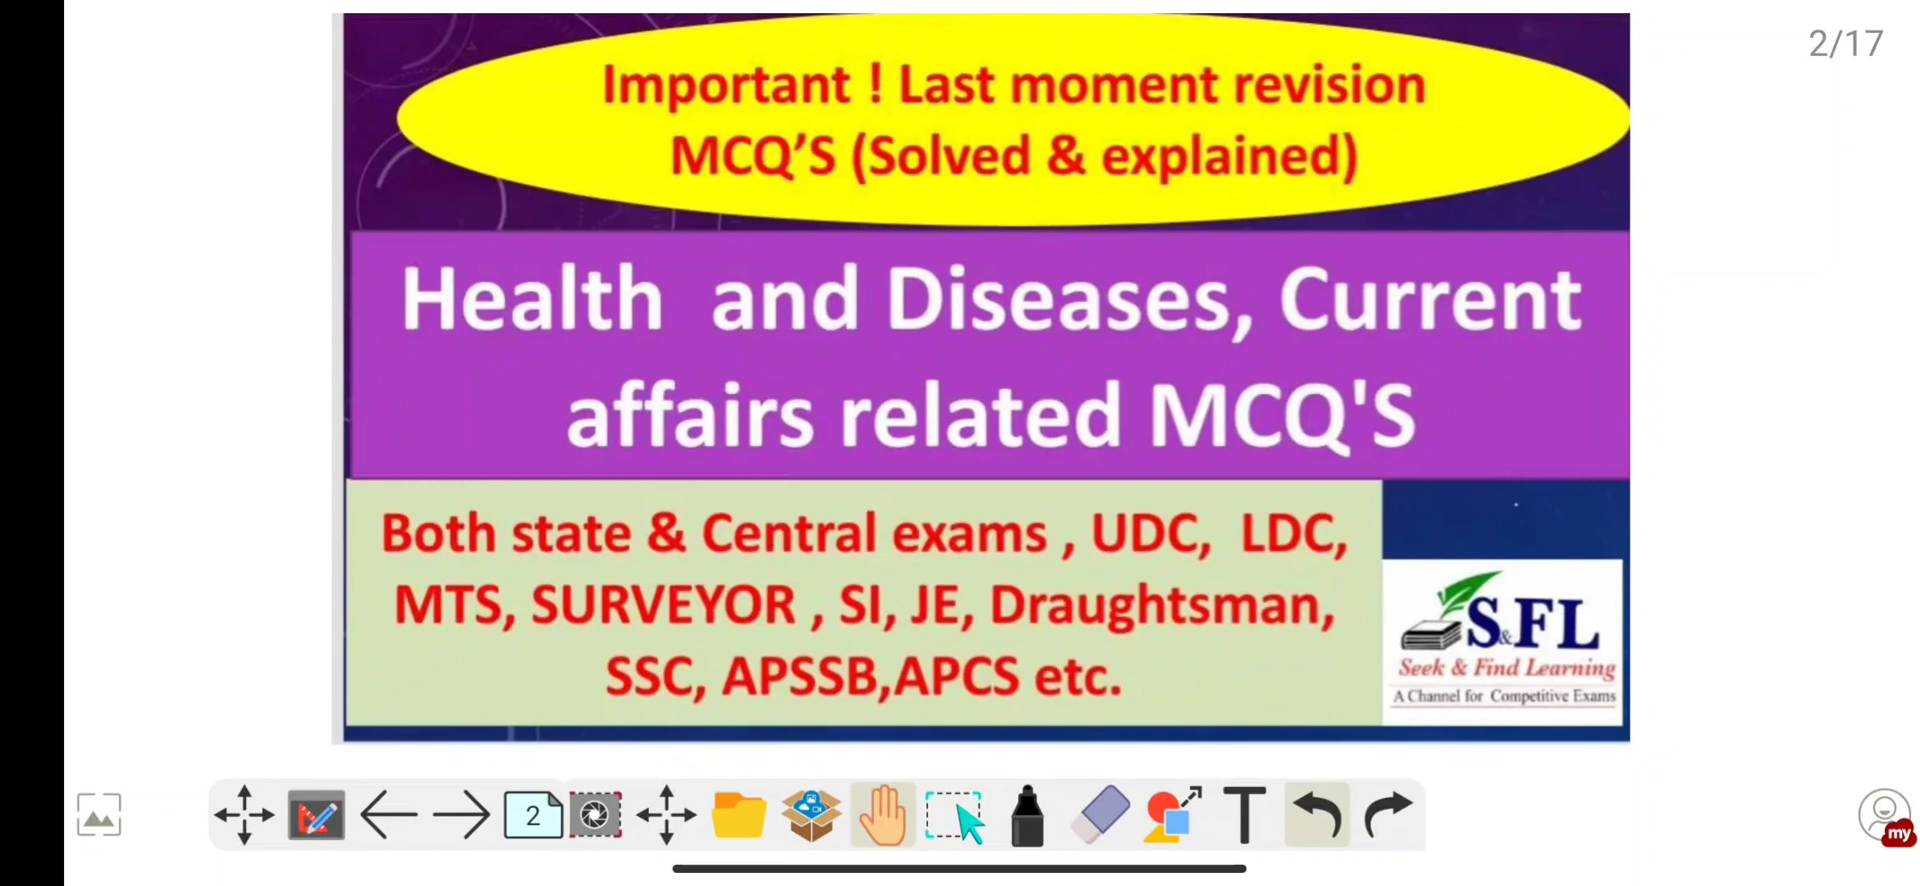 2/17
Important ! Last moment revision
MCQ’S (Solved & explained)
Health and Diseases, Current
affairs related MCQ'S
Both state & Central exams , UDC, LDC,
MTS, SURVEYOR , SI, JE, Draughtsman,
SSC, APSSB,APCS etc.
S&FL
Seek & Find Learning
A Channel for Competitive Exams
2
T
my